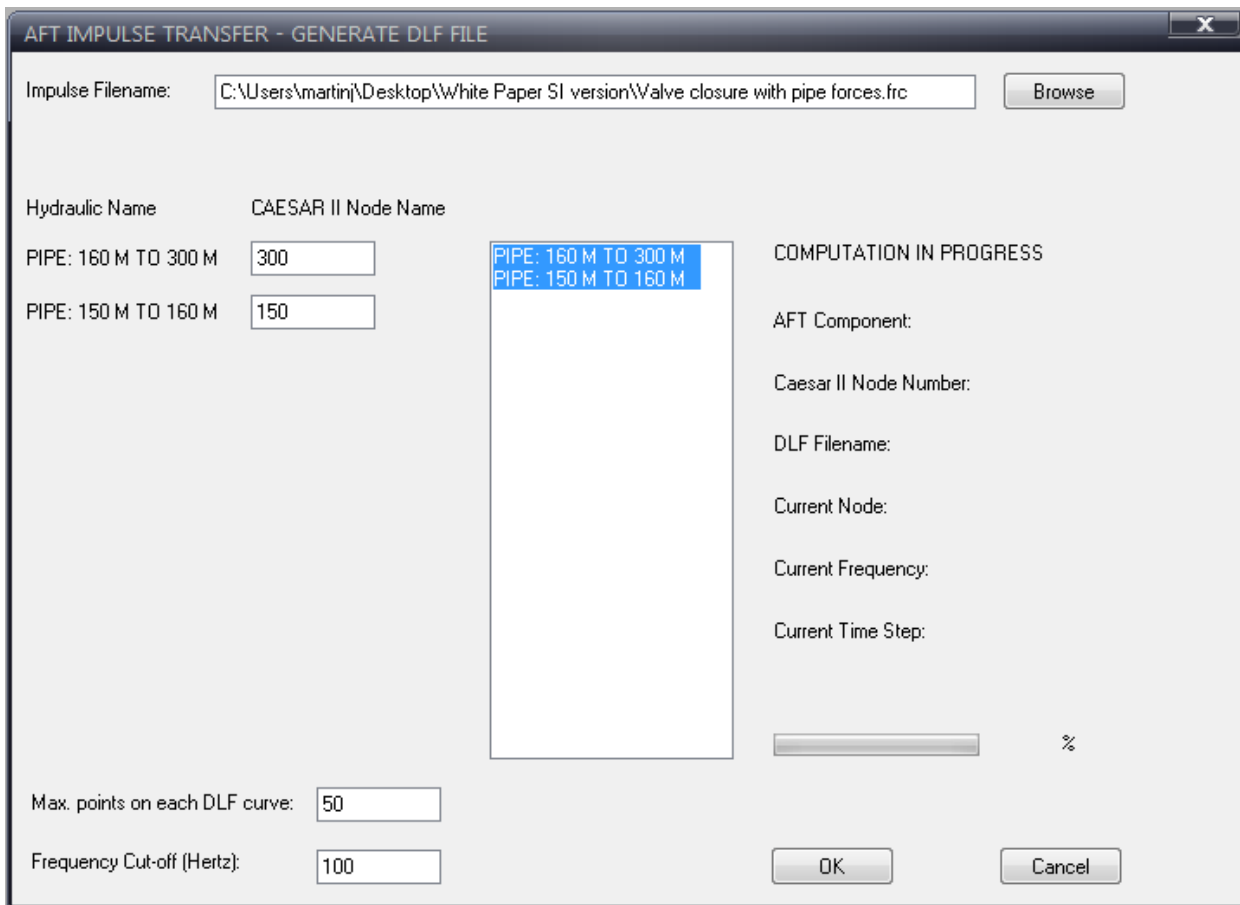 AFT IMPULSE TRANSFER - GENERATE DLF FILE
X
Impulse Filename: C:\Users\martinj\Desktop\White Paper SI version\Valve closure with pipe forces.frc Browse
Hydraulic Name CAESAR II Node Name
PIPE: 160 M TO 300 M 300
PIPE: 150 M TO 160 M 150
PIPE: 160 M TO 300 M
PIPE: 150 M TO 160 M
COMPUTATION IN PROGRESS
AFT Component:
Caesar II Node Number:
DLF Filename:
Current Node:
Current Frequency:
Current Time Step:
%
Max. points on each DLF curve: 50
Frequency Cut-off (Hertz): 100
OK Cancel